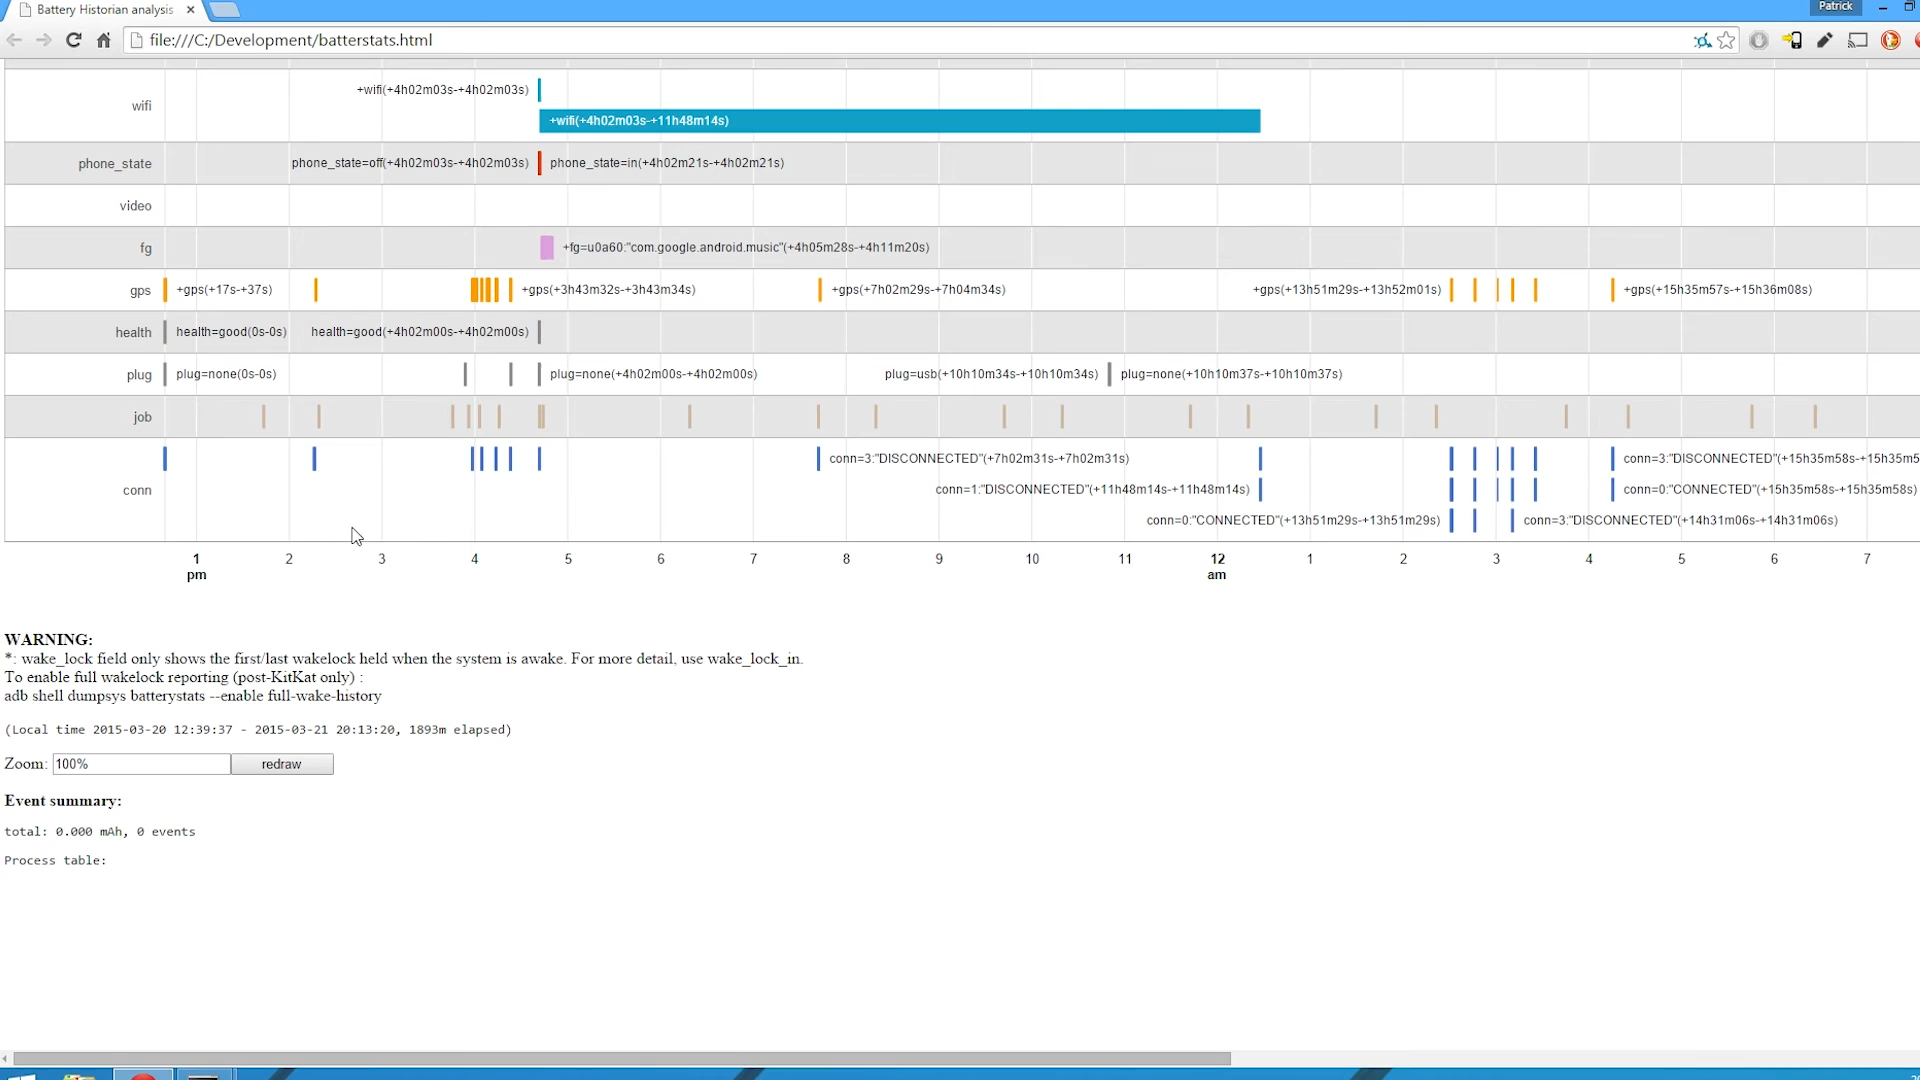 Battery Historian analysis
Patrick
file:///C:/Development/batterstats.html
wifi
+wifi(+4h02m03s-+4h02m03s)
+wifi(+4h02m03s-+11h48m14s)
phone_state
phone_state=off(+4h02m03s-+4h02m03s)
phone_state=in(+4h02m21s-+4h02m21s)
video
fg
+fg=u0a60:"com.google.android.music"(+4h05m28s-+4h11m20s)
gps
+gps(+17s-+37s)
+gps(+3h43m32s-+3h43m34s)
+gps(+7h02m29s-+7h04m34s)
+gps(+13h51m29s-+13h52m01s)
+gps(+15h35m57s-+15h36m08s)
health
health=good(0s-0s)
health=good(+4h02m00s-+4h02m00s)
plug
plug=none(0s-0s)
plug=none(+4h02m00s-+4h02m00s)
plug=usb(+10h10m34s-+10h10m34s)
plug=none(+10h10m37s-+10h10m37s)
job
conn
conn=3:"DISCONNECTED"(+7h02m31s-+7h02m31s)
conn=3:"DISCONNECTED"(+15h35m58s-+15h35m5
conn=1:"DISCONNECTED"(+11h48m14s-+11h48m14s)
conn=0:"CONNECTED"(+15h35m58s-+15h35m58s)
conn=0:"CONNECTED"(+13h51m29s-+13h51m29s)
conn=3:"DISCONNECTED"(+14h31m06s-+14h31m06s)
1 2 3 4 5 6 7 8 9 10 11 12 1 2 3 4 5 6 7
pm am
WARNING:
*: wake_lock field only shows the first/last wakelock held when the system is awake. For more detail, use wake_lock_in.
To enable full wakelock reporting (post-KitKat only) :
adb shell dumpsys batterystats --enable full-wake-history
(Local time 2015-03-20 12:39:37 - 2015-03-21 20:13:20, 1893m elapsed)
Zoom: 100% redraw
Event summary:
total: 0.000 mAh, 0 events
Process table: